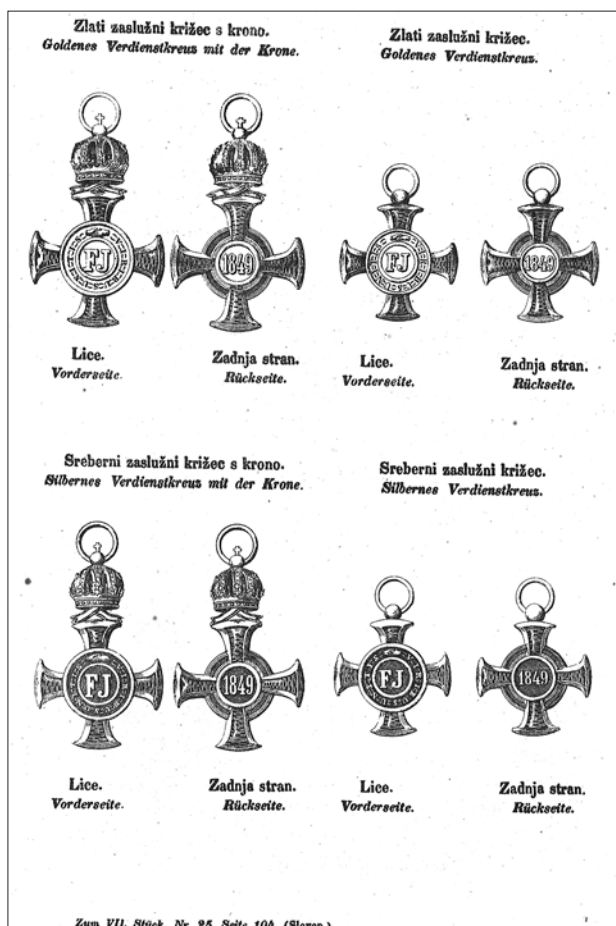 Zlati zaslužni križec s krono.
Goldenes Verdienstkreuz mit der Krone.
Zlati zaslužni križec.
Goldenes Verdienstkreuz.
FJ
1849
FJ
1849
Lice.
Vorderseite.
Zadnja stran.
Rückseite.
Lice.
Vorderseite.
Zadnja stran.
Rückseite.
Sreberni zaslužni križec s krono.
Silbernes Verdienstkreuz mit der Krone.
Sreberni zaslužni križec.
Silbernes Verdienstkreuz.
FJ
1849
FJ
1849
Lice.
Vorderseite.
Zadnja stran.
Rückseite.
Lice.
Vorderseite.
Zadnja stran.
Rückseite.
Zum VII. Stück, Nr. 25, Seite 104. (Sloven.)